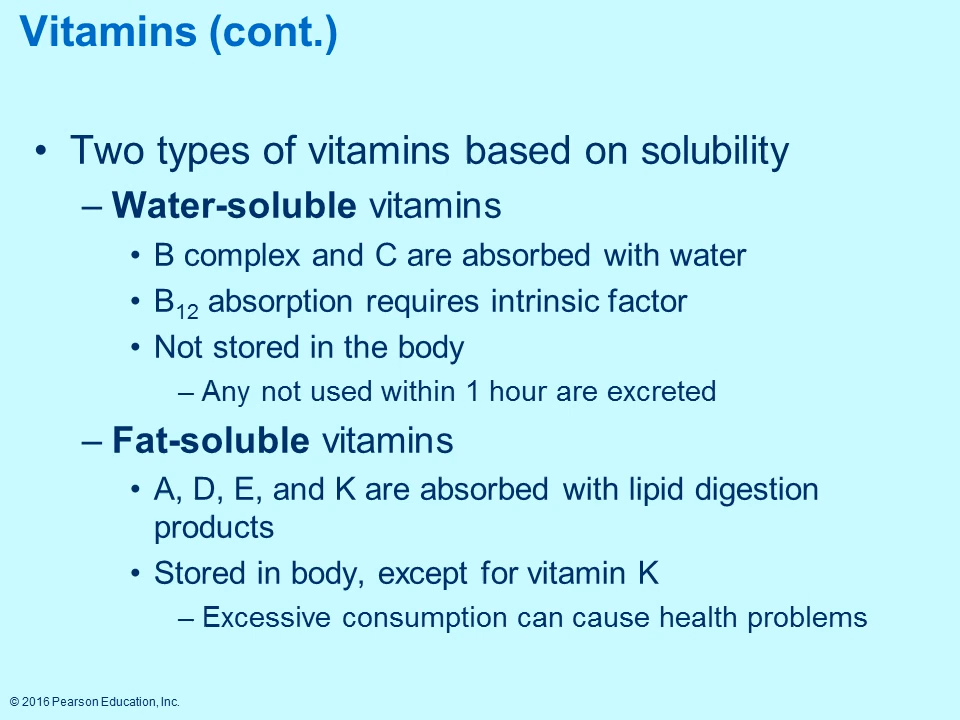 Vitamins (cont.)
• Two types of vitamins based on solubility
– Water-soluble vitamins
• B complex and C are absorbed with water
• B12 absorption requires intrinsic factor
• Not stored in the body
– Any not used within 1 hour are excreted
– Fat-soluble vitamins
• A, D, E, and K are absorbed with lipid digestion
products
• Stored in body, except for vitamin K
– Excessive consumption can cause health problems
© 2016 Pearson Education, Inc.